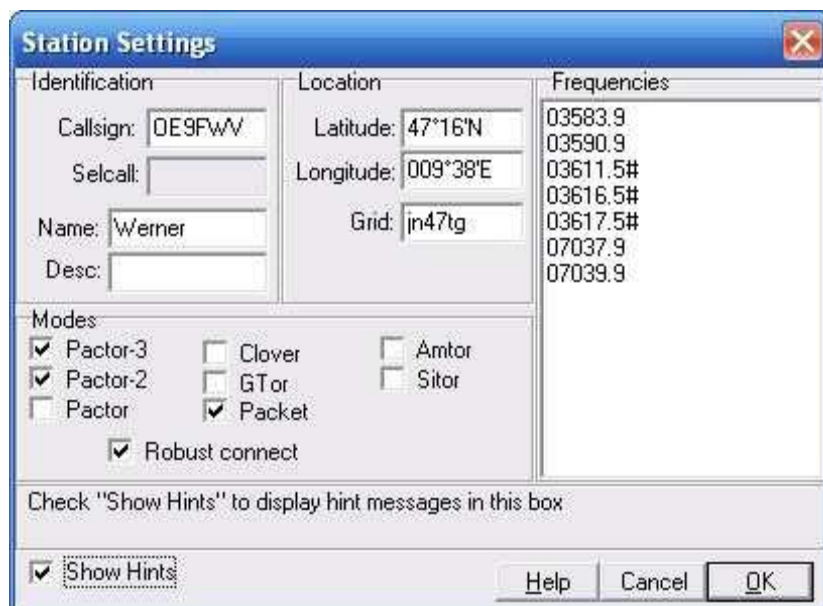 Station Settings
Identification
Callsign: OE9FWV
Selcall:
Name: Werner
Desc:
Location
Latitude: 47°16'N
Longitude: 009°38'E
Grid: jn47tg
Frequencies
03583.9
03590.9
03611.5#
03616.5#
03617.5#
07037.9
07039.9
Modes
Pactor-3
Clover
Amtor
Pactor-2
GTor
Sitor
Pactor
Packet
Robust connect
Check "Show Hints" to display hint messages in this box
Show Hints
Help
Cancel
OK